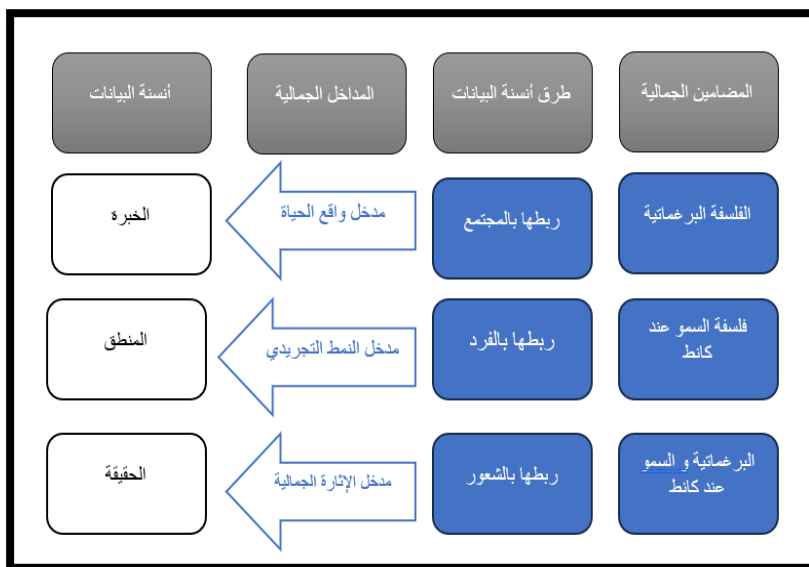 المضامين الجمالية
طرق أنسنة البيانات
المداخل الجمالية
أنسنة البيانات
الفلسفة البرغماتية
ربطها بالمجتمع
مدخل واقع الحياة
الخبرة
فلسفة السمو عند
كانط
ربطها بالفرد
مدخل النمط التجريدي
المنطق
البرغماتية و السمو
عند كانط
ربطها بالشعور
مدخل الإثارة الجمالية
الحقيقة